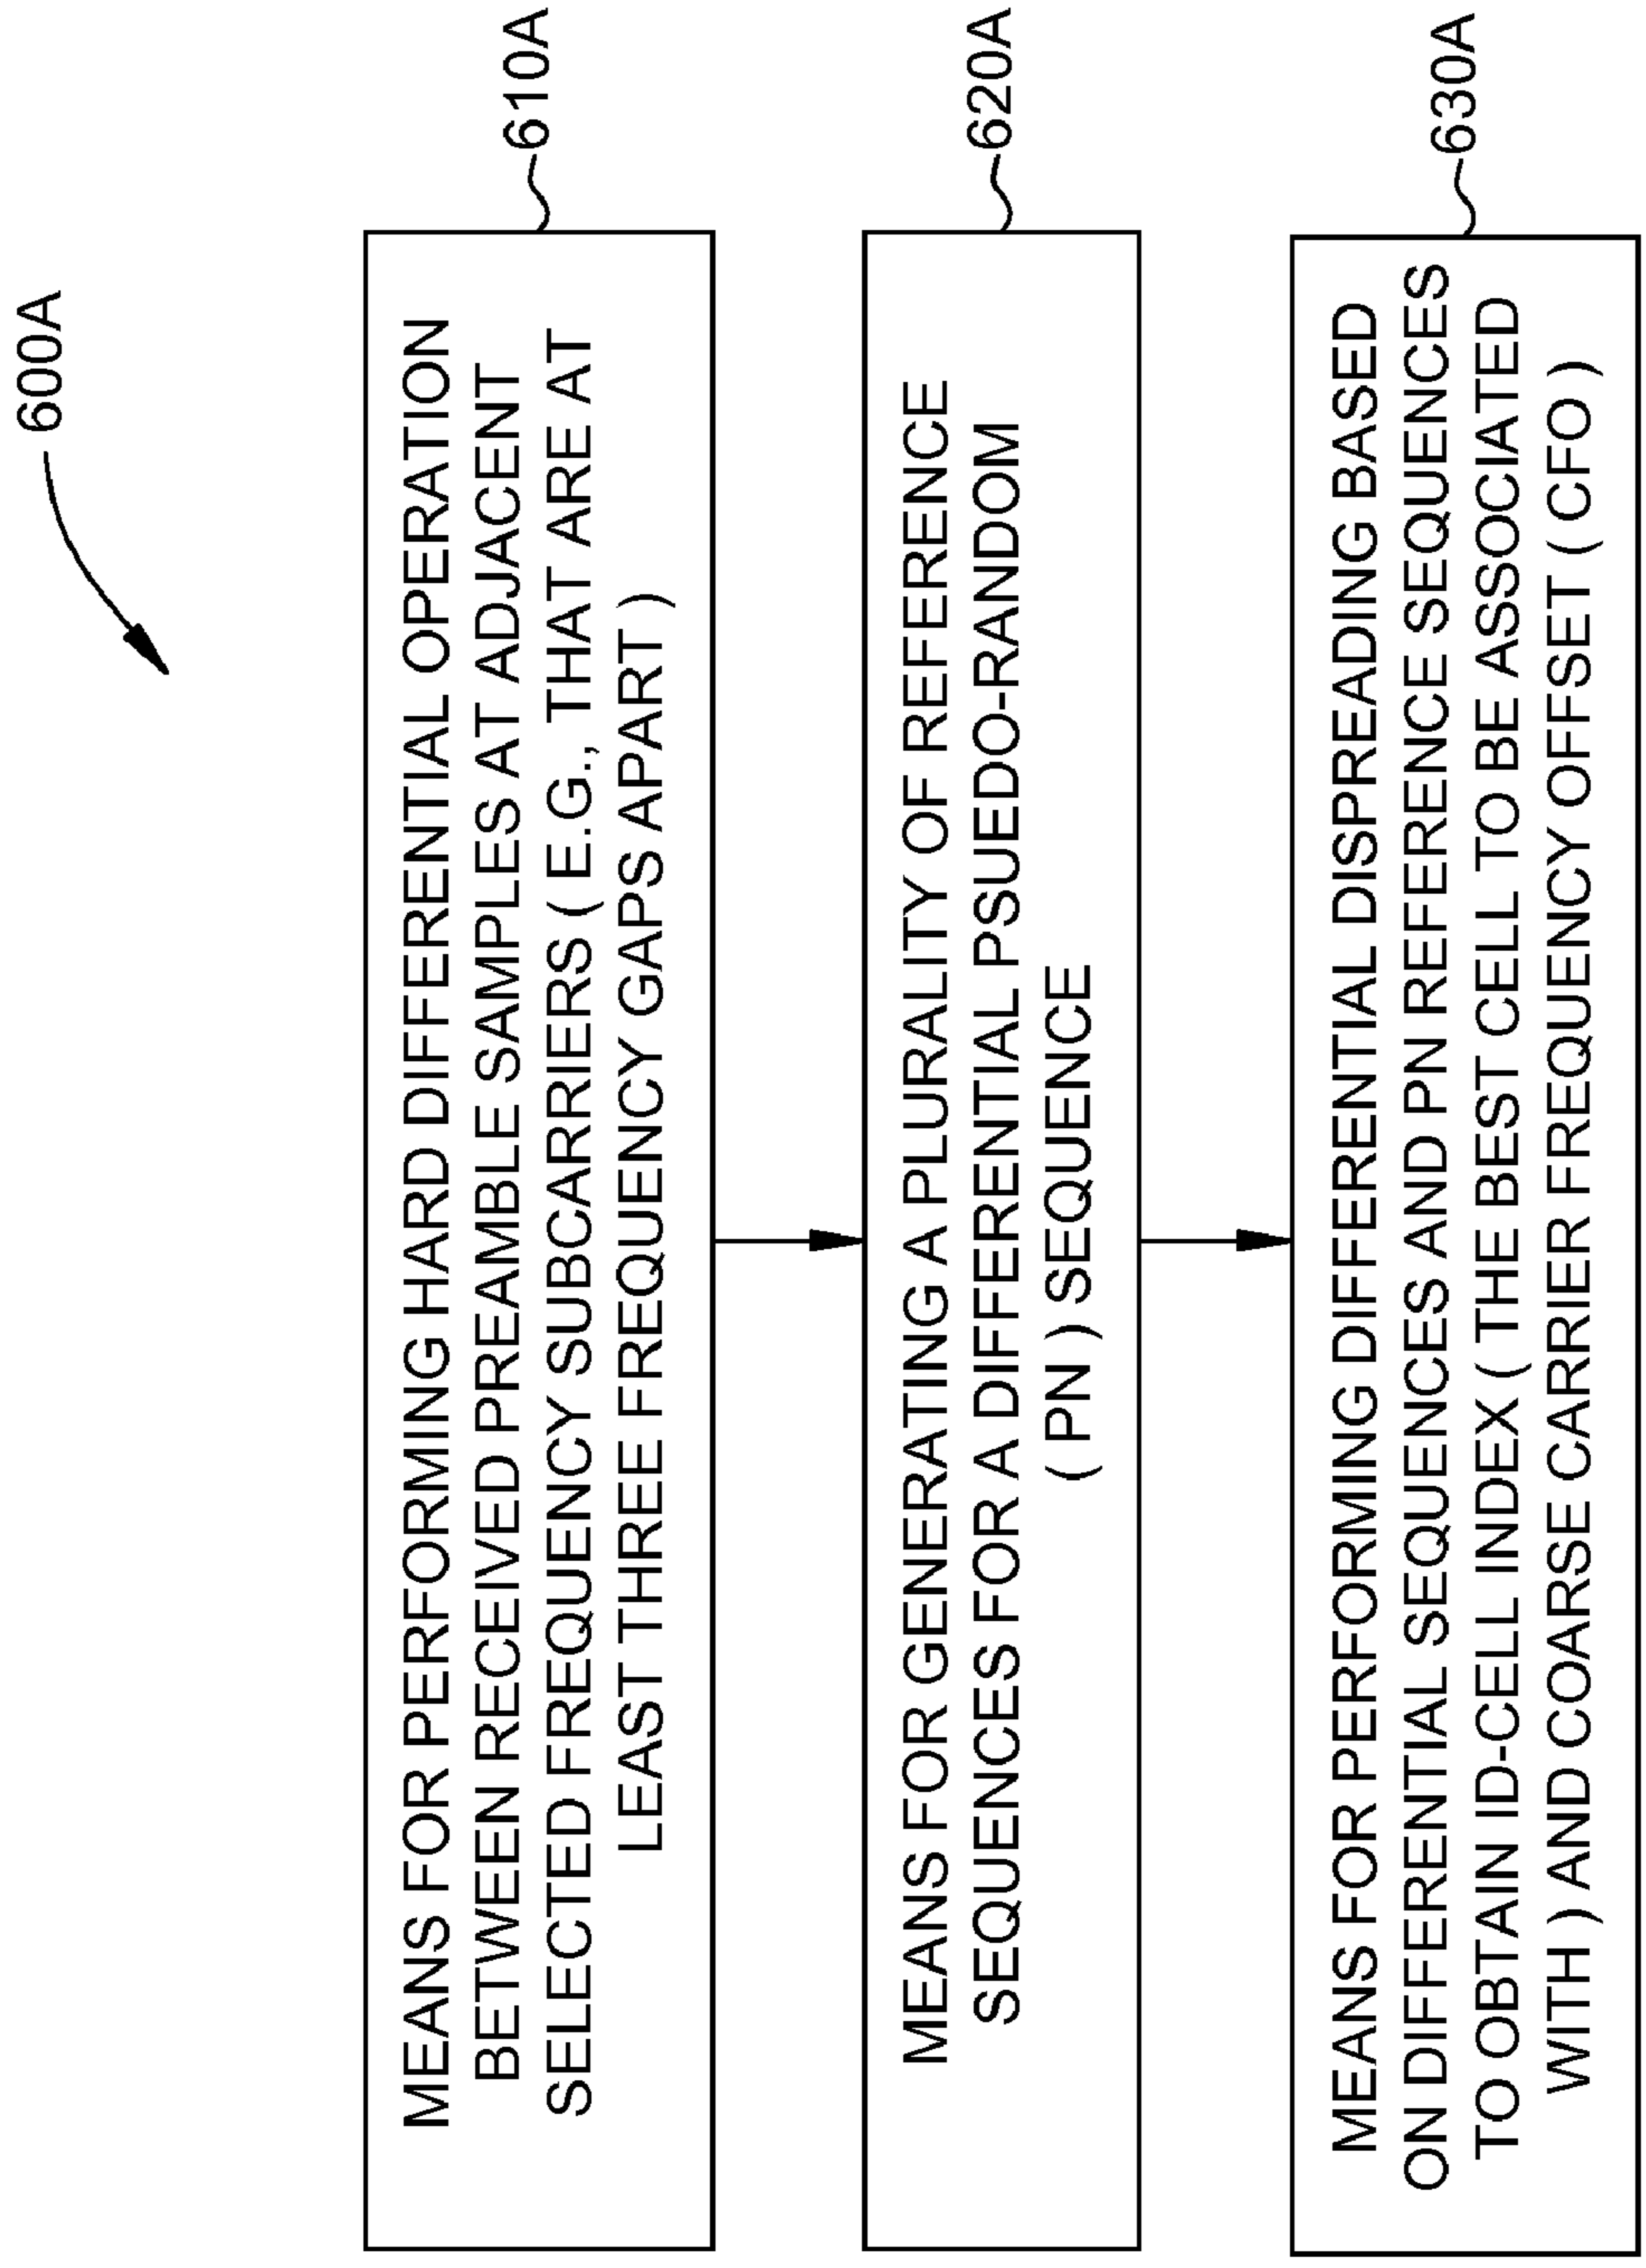 600A
MEANS FOR PERFORMING HARD DIFFERENTIAL OPERATION
BETWEEN RECEIVED PREAMBLE SAMPLES AT ADJACENT
SELECTED FREQUENCY SUBCARRIERS ( E.G., THAT ARE AT
LEAST THREE FREQUENCY GAPS APART )
610A
MEANS FOR GENERATING A PLURALITY OF REFERENCE
SEQUENCES FOR A DIFFERENTIAL PSUEDO-RANDOM
( PN ) SEQUENCE
620A
MEANS FOR PERFORMING DIFFERENTIAL DISPREADING BASED
ON DIFFERENTIAL SEQUENCES AND PN REFERENCE SEQUENCES
TO OBTAIN ID-CELL INDEX ( THE BEST CELL TO BE ASSOCIATED
WITH ) AND COARSE CARRIER FREQUENCY OFFSET ( CFO )
630A